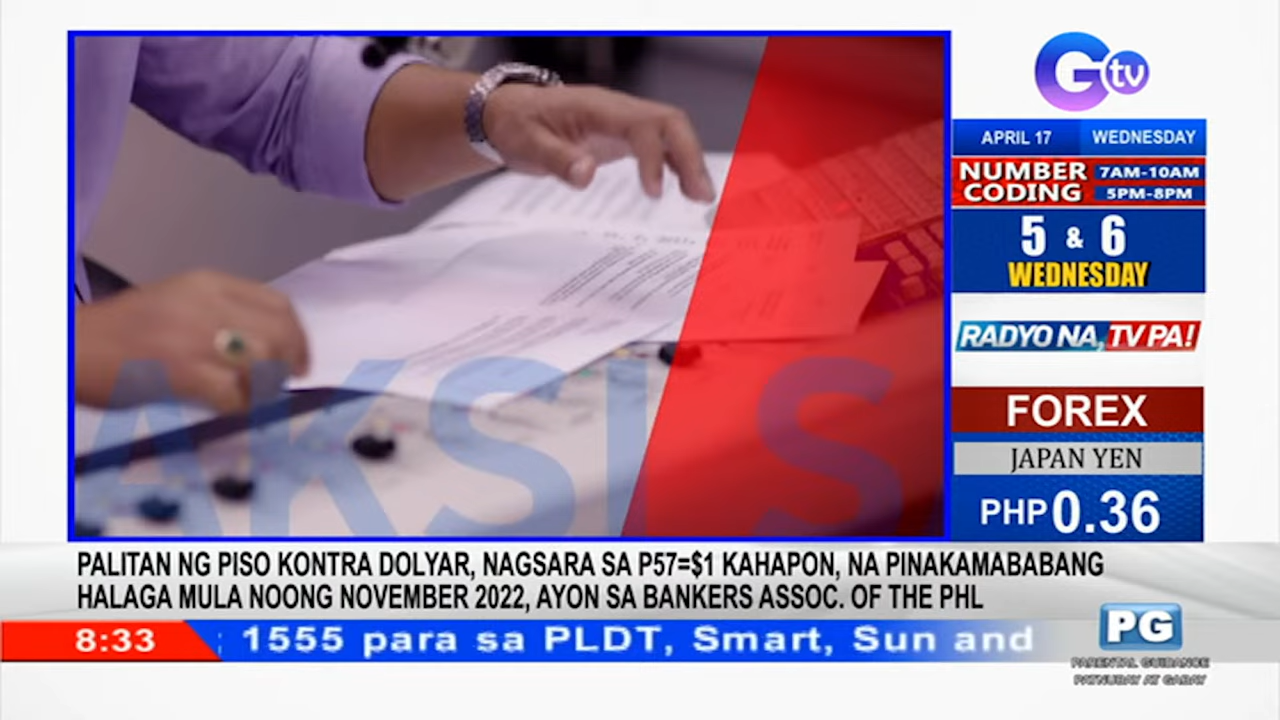 Gtv
APRIL 17 WEDNESDAY
NUMBER CODING 7AM-10AM 5PM-8PM
5 & 6
WEDNESDAY
RADYO NA, TV PA!
FOREX
JAPAN YEN
PHP 0.36
AKSIS
PALITAN NG PISO KONTRA DOLYAR, NAGSARA SA P57=$1 KAHAPON, NA PINAKAMABABANG
HALAGA MULA NOONG NOVEMBER 2022, AYON SA BANKERS ASSOC. OF THE PHL
8:33 ; 1555 para sa PLDT, Smart, Sun and
PG
PARENTAL GUIDANCE
PATNUBAY AT GABAY